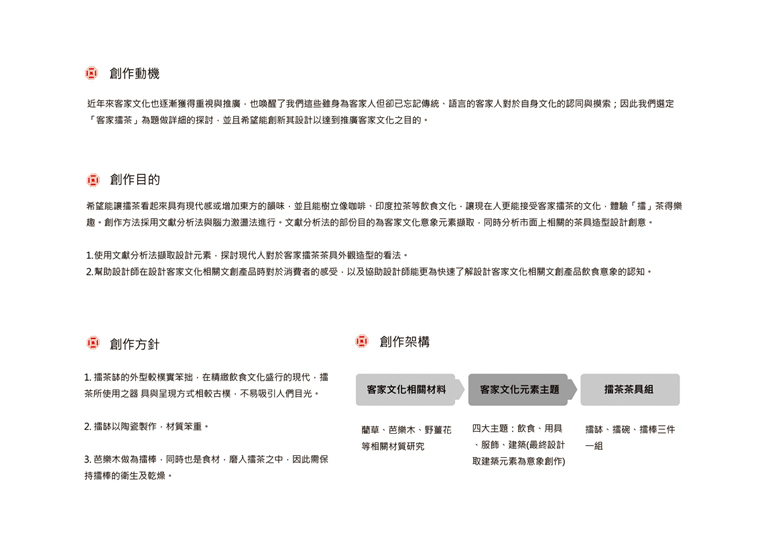 創作動機
近年來客家文化也逐漸獲得重視與推廣，也喚醒了我們這些雖身為客家人但卻已忘記傳統、語言的客家人對於自身文化的認同與摸索；因此我們選定
「客家擂茶」為題做詳細的探討，並且希望能創新其設計以達到推廣客家文化之目的。
創作目的
希望能讓擂茶看起來具有現代感或增加東方的韻味，並且能樹立像咖啡、印度拉茶等飲食文化，讓現在人更能接受客家擂茶的文化，體驗「擂」茶得樂
趣。創作方法採用文獻分析法與腦力激盪法進行。文獻分析法的部份目的為客家文化意象元素擷取，同時分析市面上相關的茶具造型設計創意。
1.使用文獻分析法擷取設計元素，探討現代人對於客家擂茶茶具外觀造型的看法。
2.幫助設計師在設計客家文化相關文創產品時對於消費者的感受，以及協助設計師能更為快速了解設計客家文化相關文創產品飲食意象的認知。
創作方針
1. 擂茶缽的外型較樸實笨拙，在精緻飲食文化盛行的現代，擂
茶所使用之器 具與呈現方式相較古樸，不易吸引人們目光。
2. 擂缽以陶瓷製作，材質笨重。
3. 芭樂木做為擂棒，同時也是食材，磨入擂茶之中，因此需保
持擂棒的衛生及乾燥。
創作架構
客家文化相關材料
客家文化元素主題
擂茶茶具組
藺草、芭樂木、野薑花
等相關材質研究
四大主題：飲食、用具
、服飾、建築(最終設計
取建築元素為意象創作)
擂缽、擂碗、擂棒三件
一組